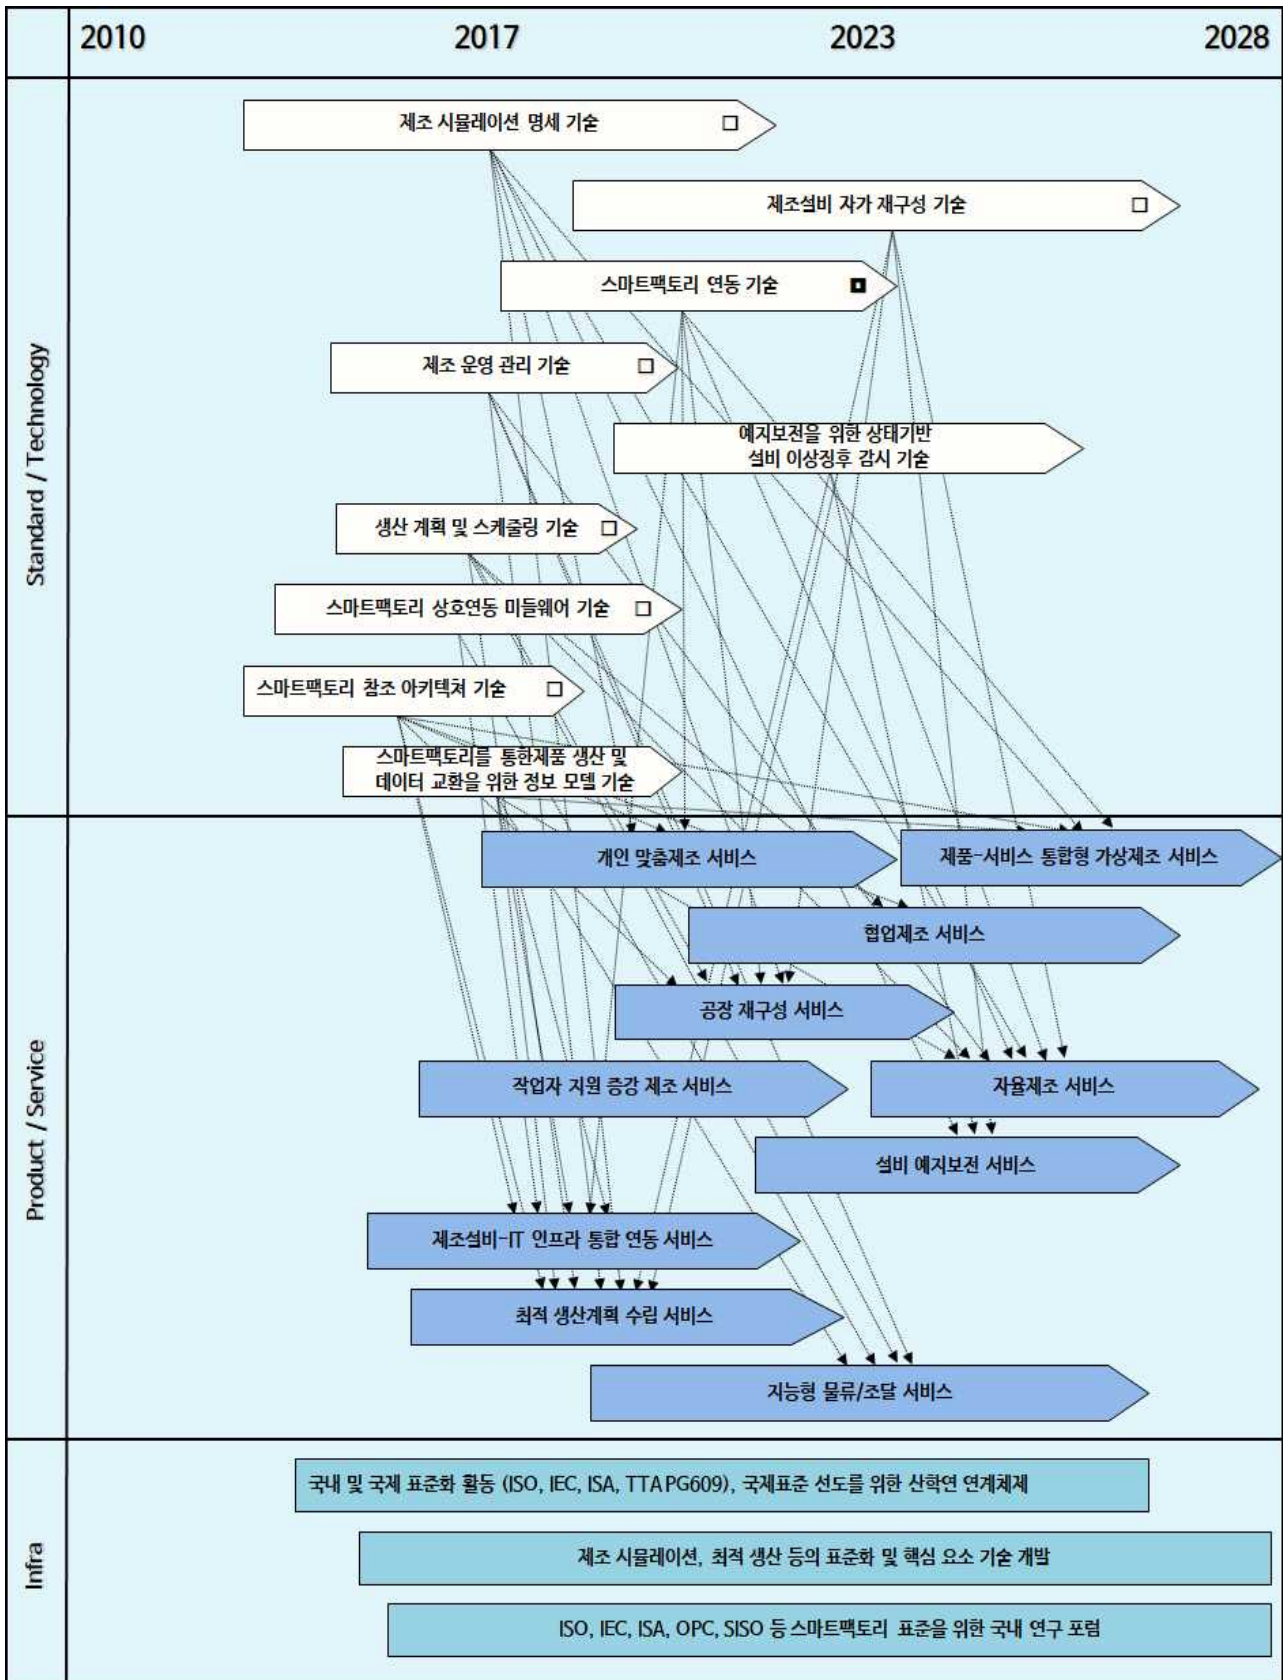 2010 2017 2023 2028
Standard / Technology
제조 시뮬레이션 명세 기술
제조설비 자가 재구성 기술
스마트팩토리 연동 기술
제조 운영 관리 기술
예지보전을 위한 상태기반
설비 이상징후 감시 기술
생산 계획 및 스케줄링 기술
스마트팩토리 상호연동 미들웨어 기술
스마트팩토리 참조 아키텍쳐 기술
스마트팩토리를 통한제품 생산 및
데이터 교환을 위한 정보 모델 기술
Product / Service
개인 맞춤제조 서비스
제품-서비스 통합형 가상제조 서비스
협업제조 서비스
공장 재구성 서비스
작업자 지원 증강 제조 서비스
자율제조 서비스
설비 예지보전 서비스
제조설비-IT 인프라 통합 연동 서비스
최적 생산계획 수립 서비스
지능형 물류/조달 서비스
Infra
국내 및 국제 표준화 활동 (ISO, IEC, ISA, TTA PG609), 국제표준 선도를 위한 산학연 연계체제
제조 시뮬레이션, 최적 생산 등의 표준화 및 핵심 요소 기술 개발
ISO, IEC, ISA, OPC, SISO 등 스마트팩토리 표준을 위한 국내 연구 포럼